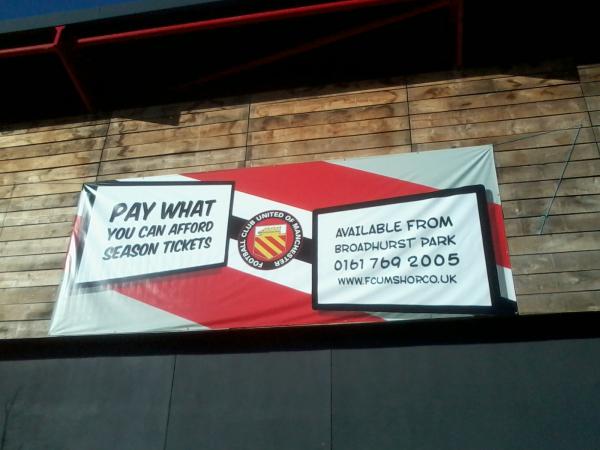 PAY WHAT
YOU CAN AFFORD
SEASON TICKETS
FOOTBALL CLUB UNITED OF MANCHESTER
AVAILABLE FROM
BROADHURST PARK
0161 769 2005
WWW.FCUMSHOP.CO.UK